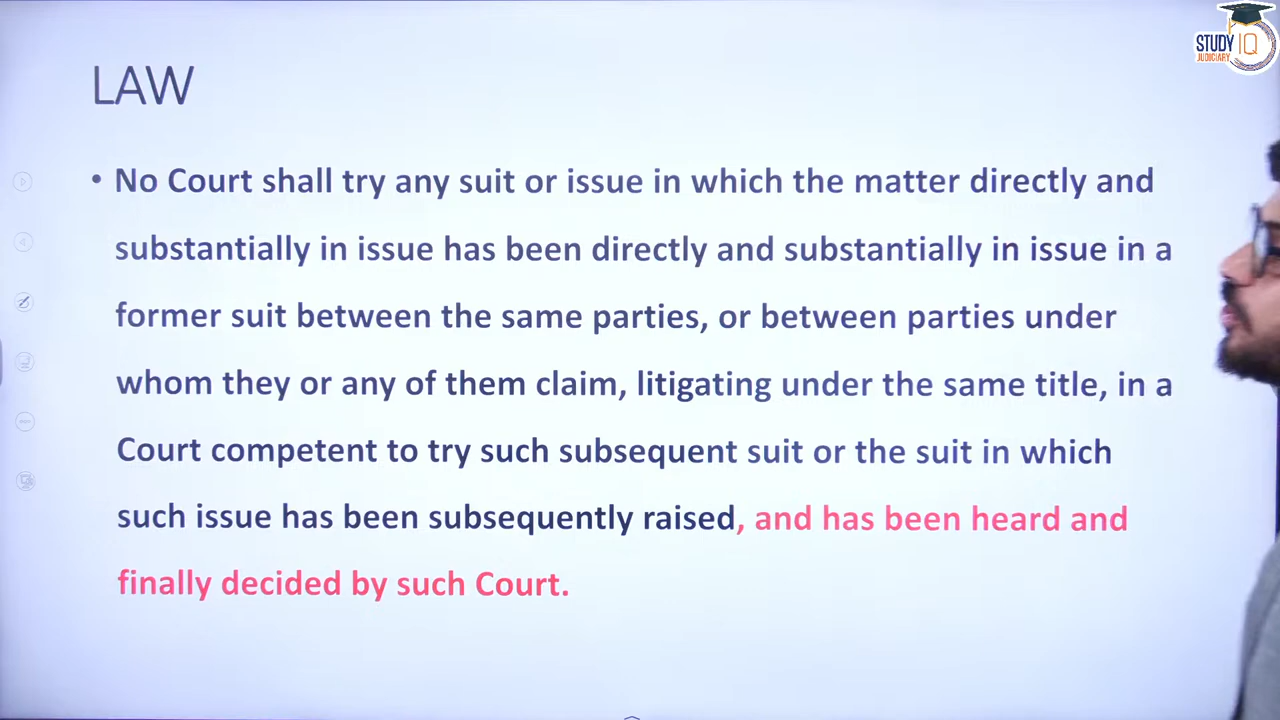 STUDY IQ
JUDICIARY
LAW
• No Court shall try any suit or issue in which the matter directly and
substantially in issue has been directly and substantially in issue in a
former suit between the same parties, or between parties under
whom they or any of them claim, litigating under the same title, in a
Court competent to try such subsequent suit or the suit in which
such issue has been subsequently raised, and has been heard and
finally decided by such Court.